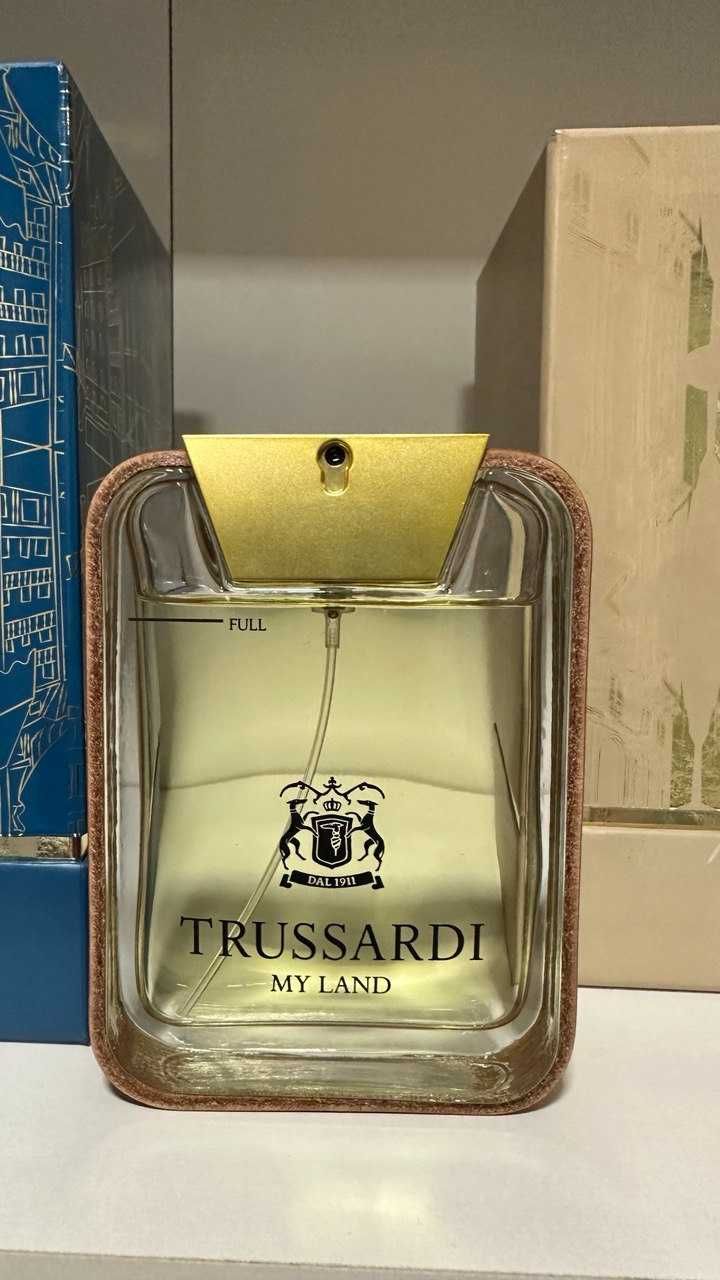 FULL
DAL 1911
TRUSSARDI
MY LAND